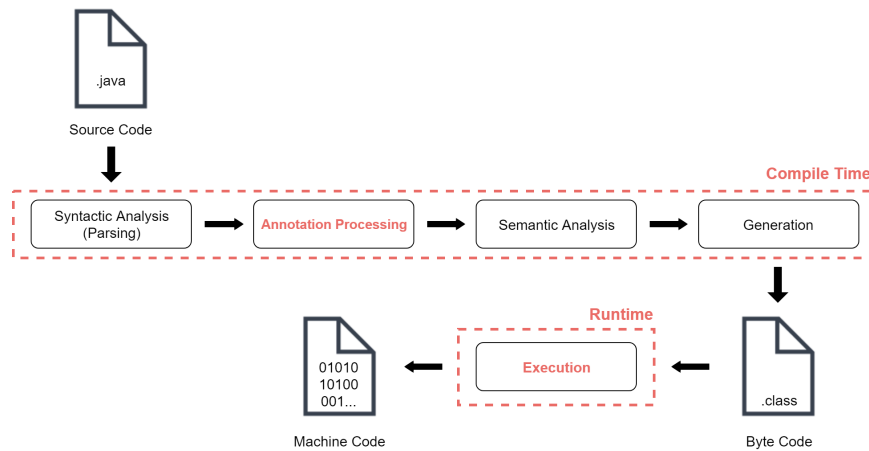 .java
Source Code
Compile Time
Syntactic Analysis
(Parsing)
Annotation Processing
Semantic Analysis
Generation
Runtime
Execution
01010
10100
001...
.class
Machine Code
Byte Code